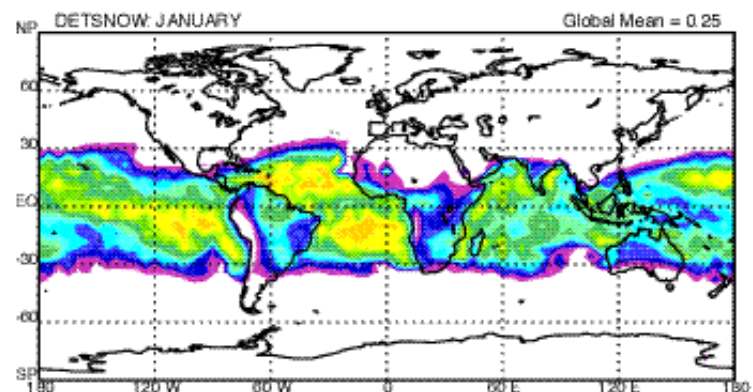 DETSNOW: JANUARY Global Mean = 0.25
NP
60
30
EQ
-30
-60
SP
180 120 W 60 W 0 60 E 120 E 180